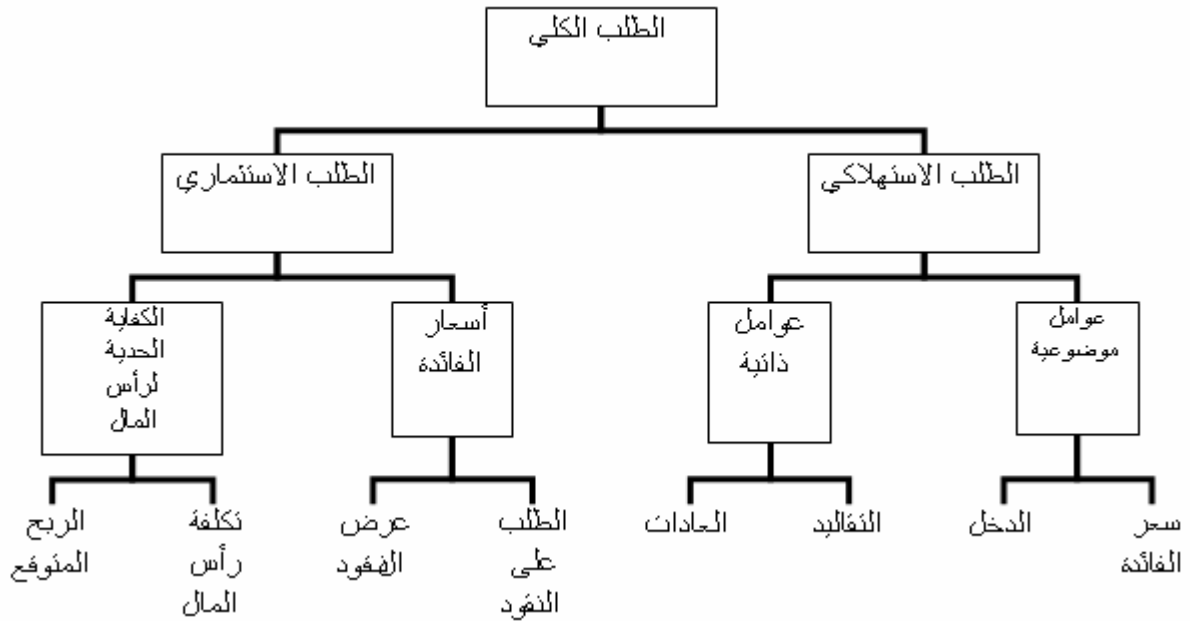 الطلب الكلي
الطلب الاستهلاكي
الطلب الاستثماري
عوامل
موضوعية
عوامل
ذاتية
أسعار
الفائدة
الكفاية
الحدية
لرأس
المال
سعر
الفائدة
الدخل
التقاليد
العادات
الطلب
على
النقود
عرض
النقود
تكلفة
رأس
المال
الربح
المتوقع